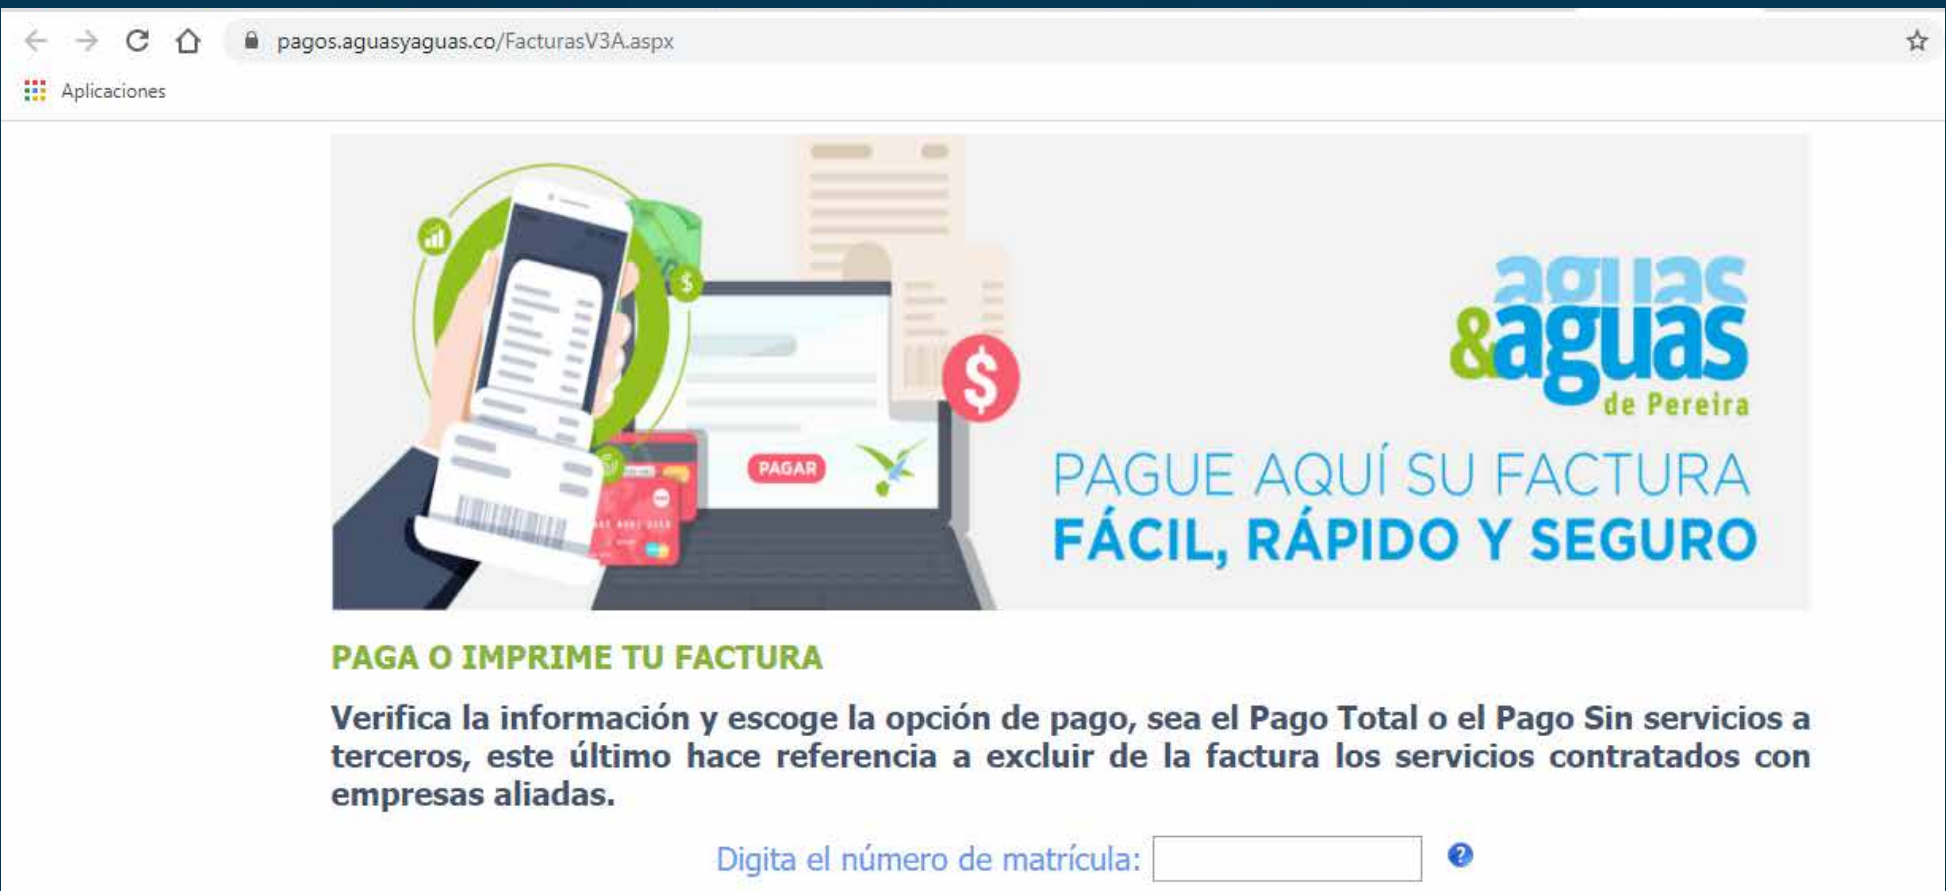 pagos.aguasyaguas.co/FacturasV3A.aspx
Aplicaciones
aguas
&aguas
de Pereira
PAGAR
PAGUE AQUÍ SU FACTURA
FÁCIL, RÁPIDO Y SEGURO
PAGA O IMPRIME TU FACTURA
Verifica la información y escoge la opción de pago, sea el Pago Total o el Pago Sin servicios a
terceros, este último hace referencia a excluir de la factura los servicios contratados con
empresas aliadas.
Digita el número de matrícula: